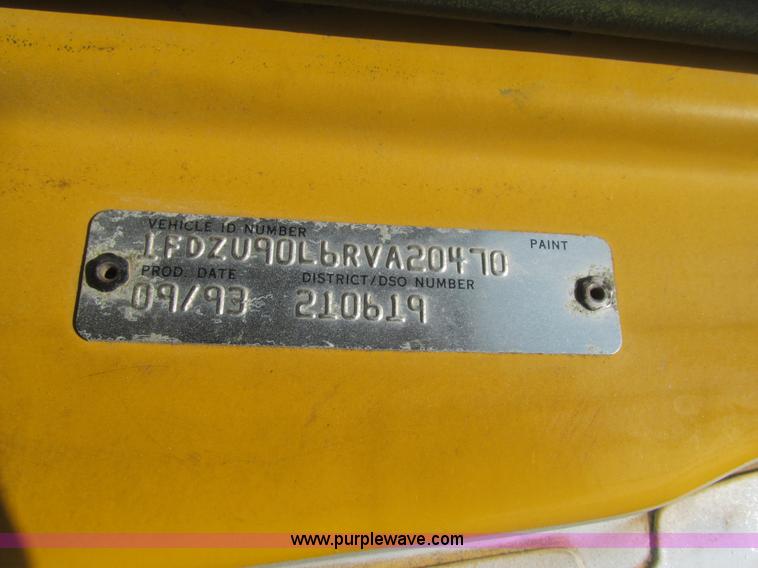 VEHICLE ID NUMBER
1FDZU90L6RVA20470
PAINT
PROD. DATE
DISTRICT/DSO NUMBER
09/93
210619
www.purplewave.com